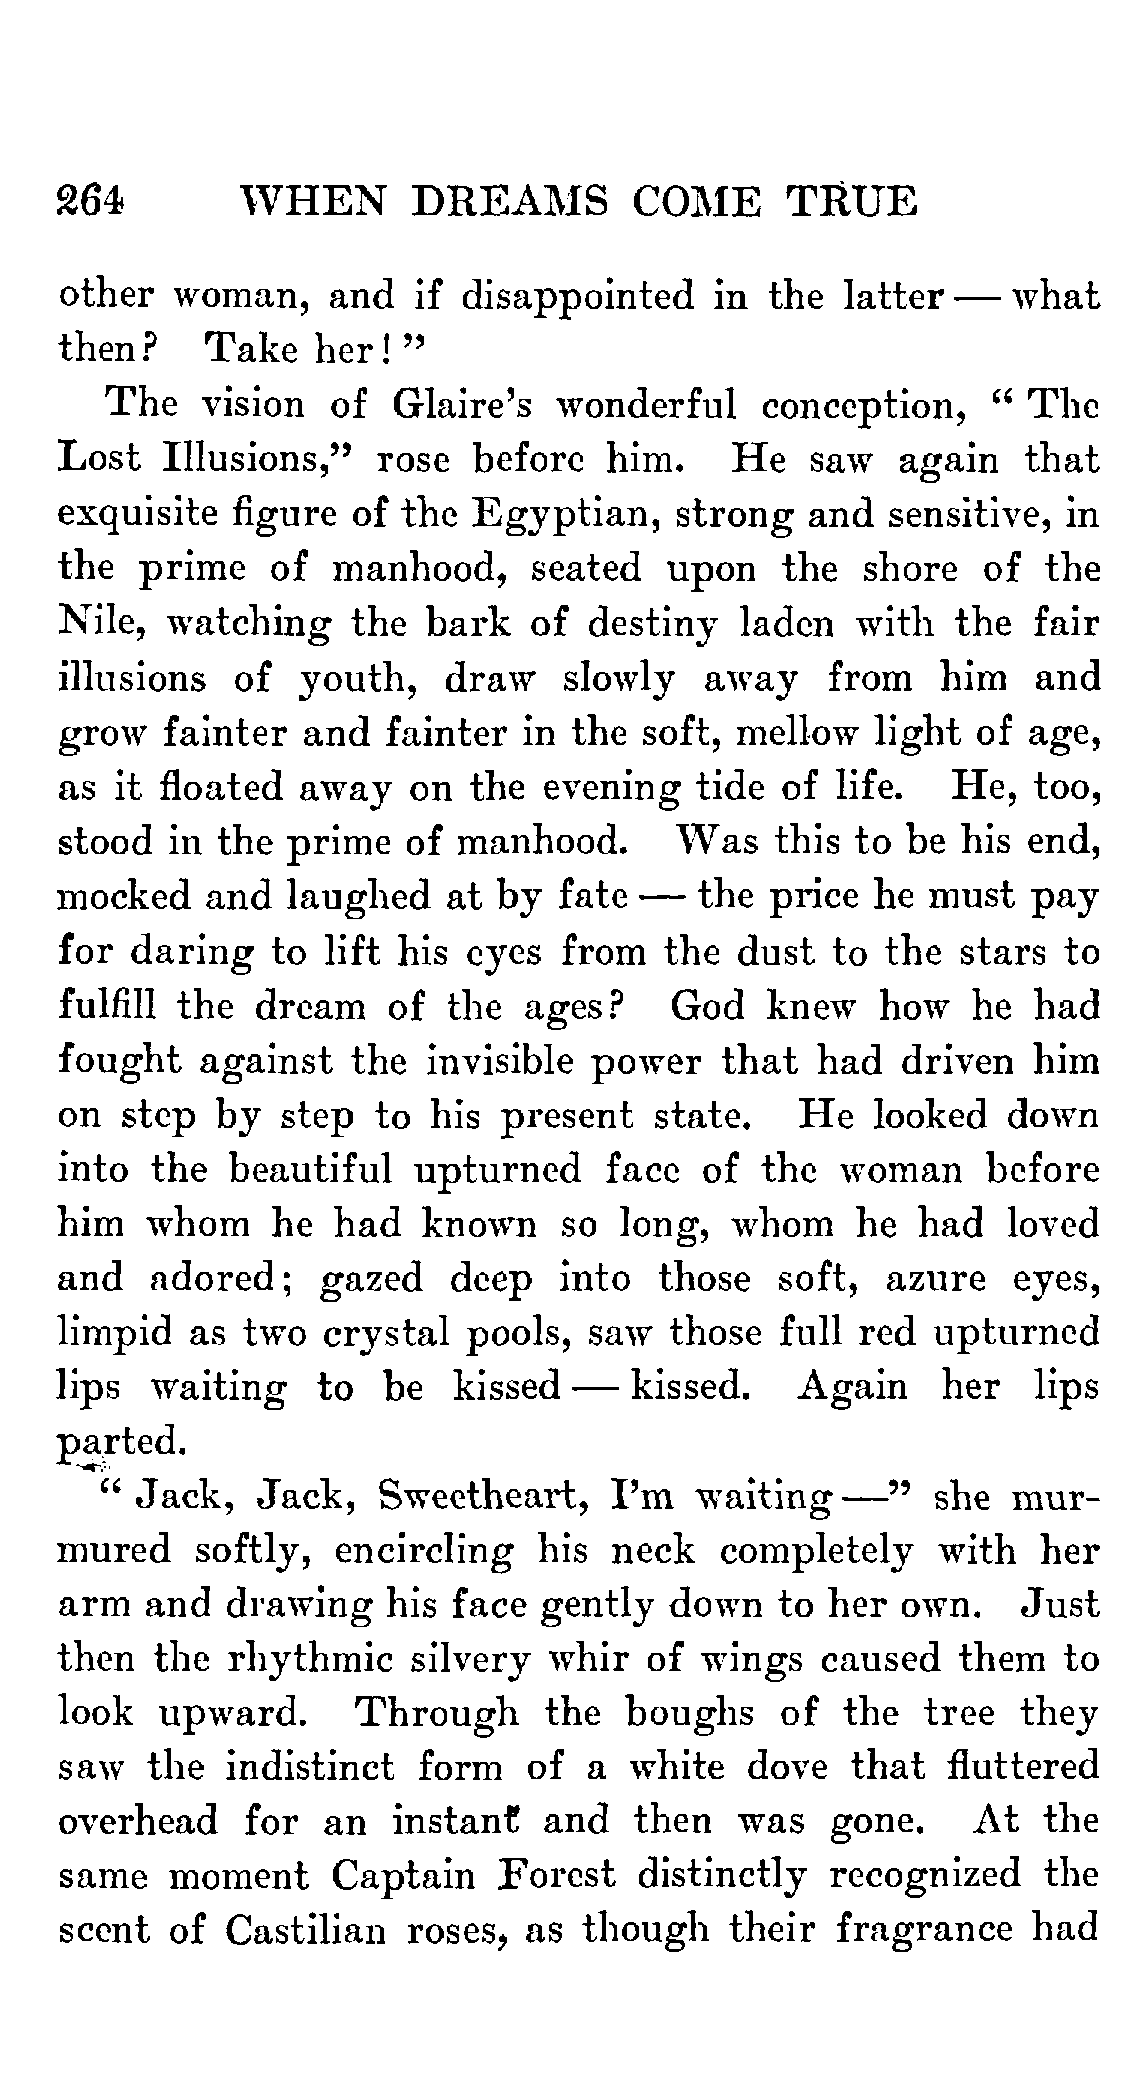 264 WHEN DREAMS COME TRUE
other woman, and if disappointed in the latter — what
then? Take her! ”
The vision of Glaire’s wonderful conception, “ The
Lost Illusions,” rose before him. He saw again that
exquisite figure of the Egyptian, strong and sensitive, in
the prime of manhood, seated upon the shore of the
Nile, watching the bark of destiny laden with the fair
illusions of youth, draw slowly away from him and
grow fainter and fainter in the soft, mellow light of age,
as it floated away on the evening tide of life. He, too,
stood in the prime of manhood. Was this to be his end,
mocked and laughed at by fate — the price he must pay
for daring to lift his eyes from the dust to the stars to
fulfill the dream of the ages? God knew how he had
fought against the invisible power that had driven him
on step by step to his present state. He looked down
into the beautiful upturned face of the woman before
him whom he had known so long, whom he had loved
and adored; gazed deep into those soft, azure eyes,
limpid as two crystal pools, saw those full red upturned
lips waiting to be kissed — kissed. Again her lips
parted.
“ Jack, Jack, Sweetheart, I’m waiting —” she mur-
mured softly, encircling his neck completely with her
arm and drawing his face gently down to her own. Just
then the rhythmic silvery whir of wings caused them to
look upward. Through the boughs of the tree they
saw the indistinct form of a white dove that fluttered
overhead for an instant and then was gone. At the
same moment Captain Forest distinctly recognized the
scent of Castilian roses, as though their fragrance had